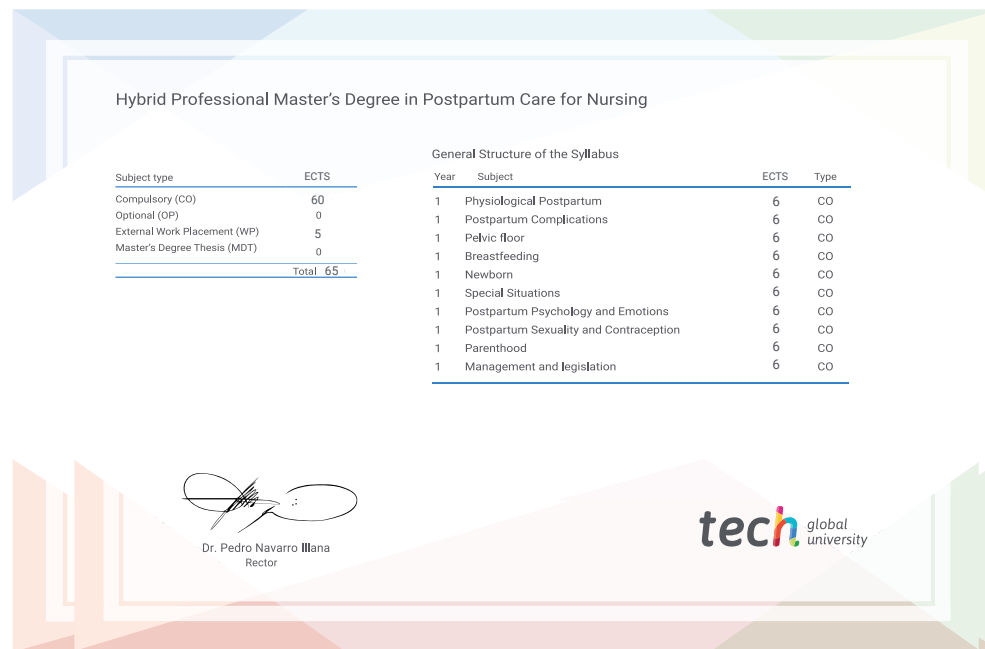 Hybrid Professional Master's Degree in Postpartum Care for Nursing
Subject type ECTS
Compulsory (CO) 60
Optional (OP) 0
External Work Placement (WP) 5
Master's Degree Thesis (MDT) 0
Total 65
General Structure of the Syllabus
Year Subject ECTS Type
1 Physiological Postpartum 6 CO
1 Postpartum Complications 6 CO
1 Pelvic floor 6 CO
1 Breastfeeding 6 CO
1 Newborn 6 CO
1 Special Situations 6 CO
1 Postpartum Psychology and Emotions 6 CO
1 Postpartum Sexuality and Contraception 6 CO
1 Parenthood 6 CO
1 Management and legislation 6 CO
Dr. Pedro Navarro Illana
Rector
tech global
university